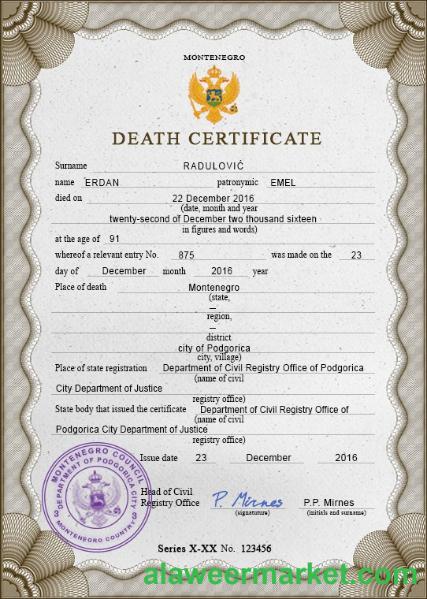 MONTENEGRO
DEATH CERTIFICATE
Surname RADULOVIĆ
name ERDAN patronymic EMEL
died on 22 December 2016
(date, month and year
twenty-second of December two thousand sixteen
in figures and words)
at the age of 91
whereof a relevant entry No. 875 was made on the 23
day of December month 2016 year
Place of death Montenegro
(state,
—
region,
—
district
city of Podgorica
city, village)
Place of state registration Department of Civil Registry Office of Podgorica
(name of civil
City Department of Justice
registry office)
State body that issued the certificate Department of Civil Registry Office of
(name of civil
Podgorica City Department of Justice
registry office)
Issue date 23 December 2016
MONTENEGRO COUNCIL
DEPARTMENT OF PODGORICA CITY
MONTENEGRO COUNTRY
3 3
Head of Civil
Registry Office P. Mirnes P.P. Mirnes
(signature) (initials and surname)
Series X-XX No. 123456
alaweermarket.com